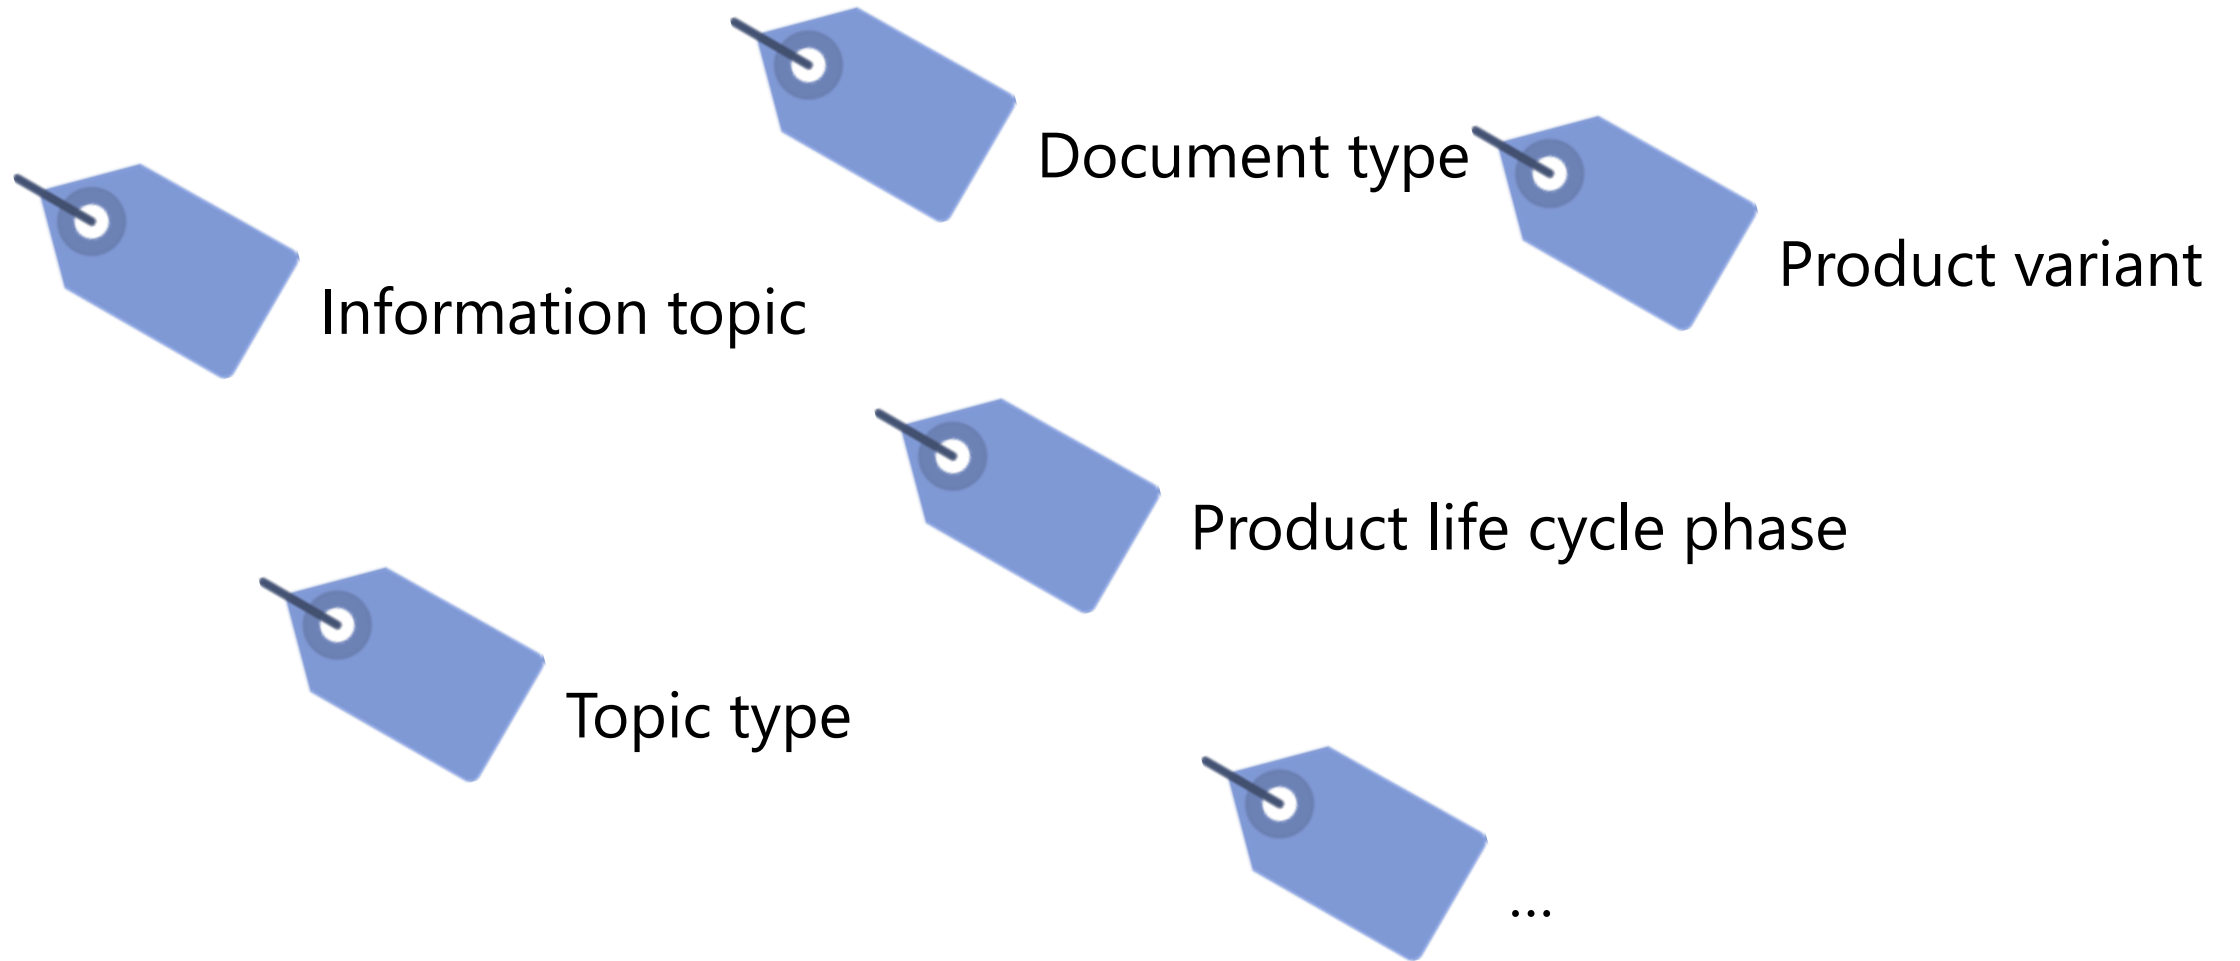 Document type
Product variant
Information topic
Product life cycle phase
Topic type
...